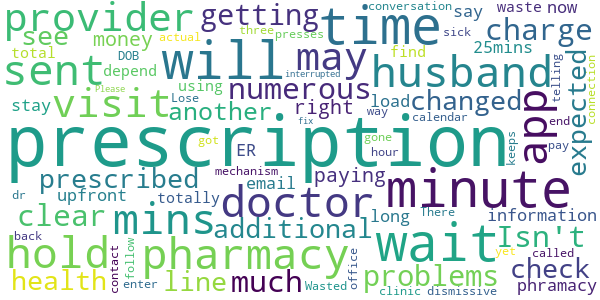 provider getting time conversation say waste now
see money three presses sick charge
total DOB actual find 25mins
sent depend will may husband expected telling connection
interrupted
Please Lose using numerous load changed app
stay visit another right way calendar
prescription
got fix gone hour end
prescribed mechanism ER paying minute keeps pay
upfront totally email doctor
clear mins additional long There information
dr hold pharmacy wait Isn't yet
back contact follow line much office problems called check
health enter Wasted clinic dismissive phramacy